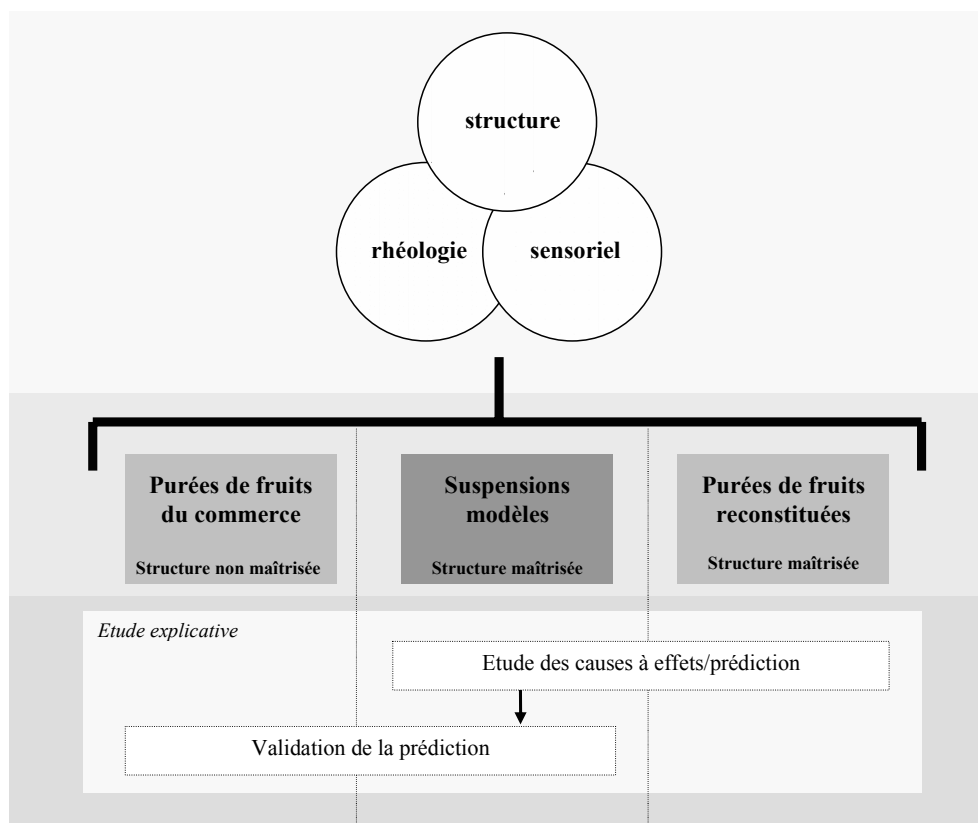 structure
rhéologie
sensoriel
Purées de fruits
du commerce
Structure non maîtrisée
Suspensions
modèles
Structure maîtrisée
Purées de fruits
reconstituées
Structure maîtrisée
Etude explicative
Etude des causes à effets/prédiction
Validation de la prédiction